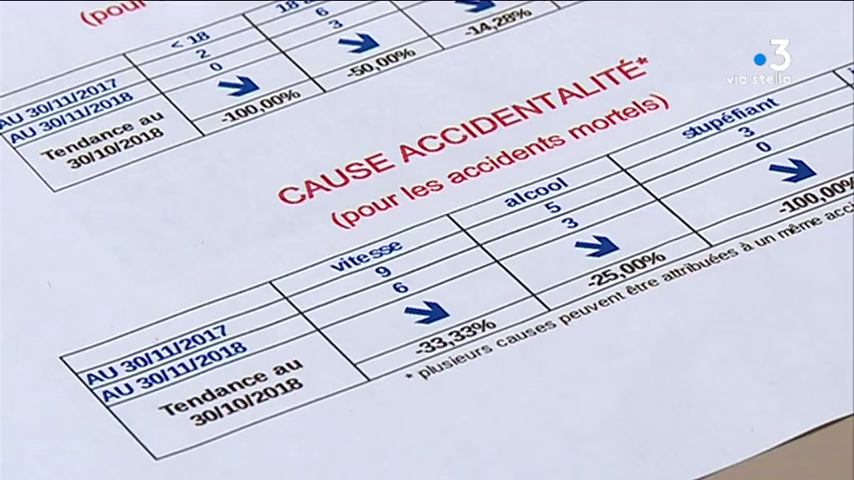 (pour
< 18
18 a
2
6
0
3
-100,00%
-50,00%
-14,28%
AU 30/11/2017
AU 30/11/2018
Tendance au
30/10/2018
3
via stella
CAUSE ACCIDENTALITÉ*
(pour les accidents mortels)
vitesse
alcool
stupéfiant
AU 30/11/2017
9
5
3
AU 30/11/2018
6
3
0
Tendance au
30/10/2018
-33,33%
-25,00%
-100,00%
* plusieurs causes peuvent être attribuées à un même acci